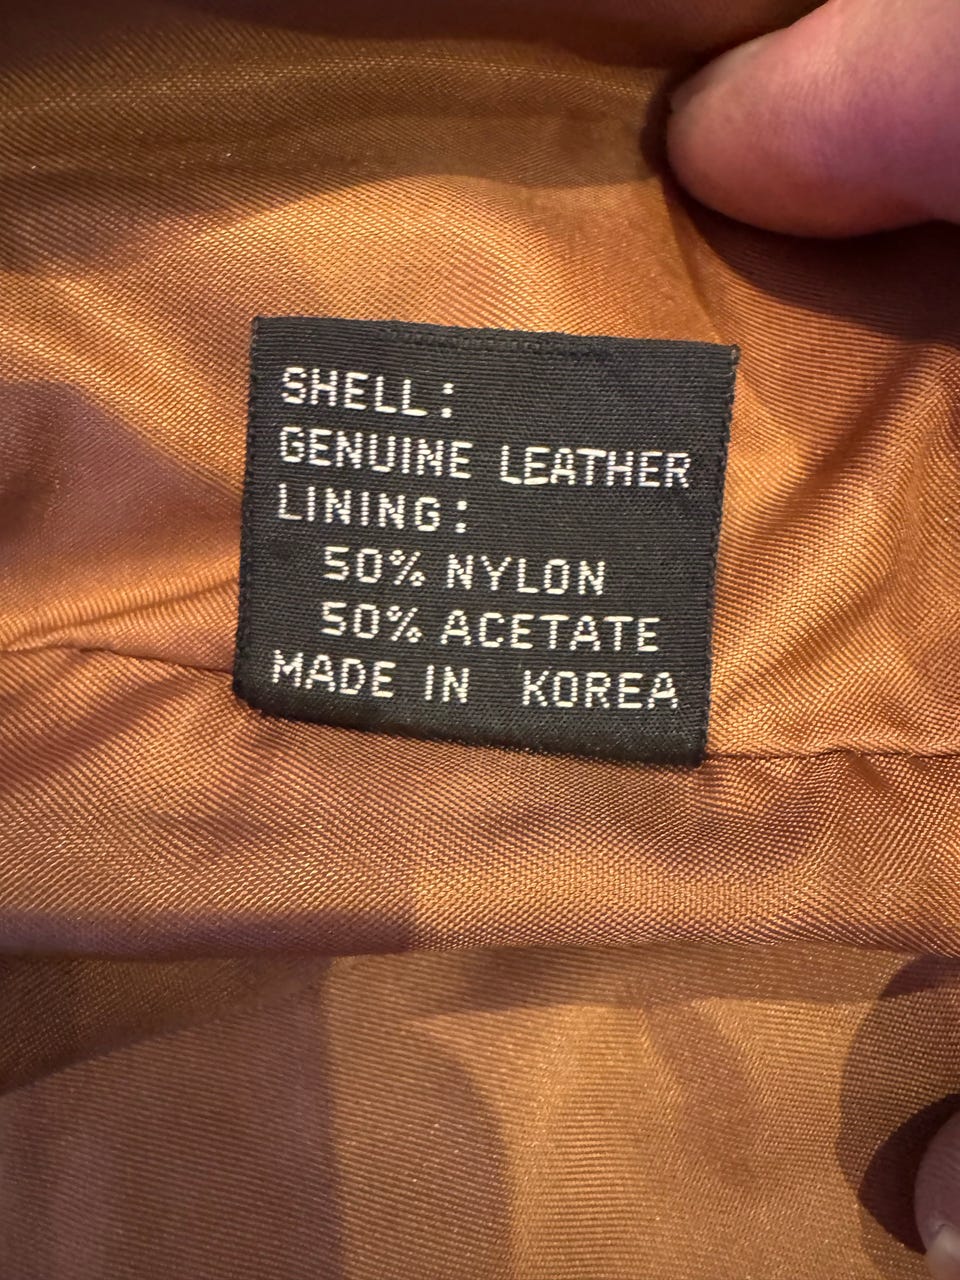 SHELL:
GENUINE LEATHER
LINING:
50% NYLON
50% ACETATE
MADE IN KOREA